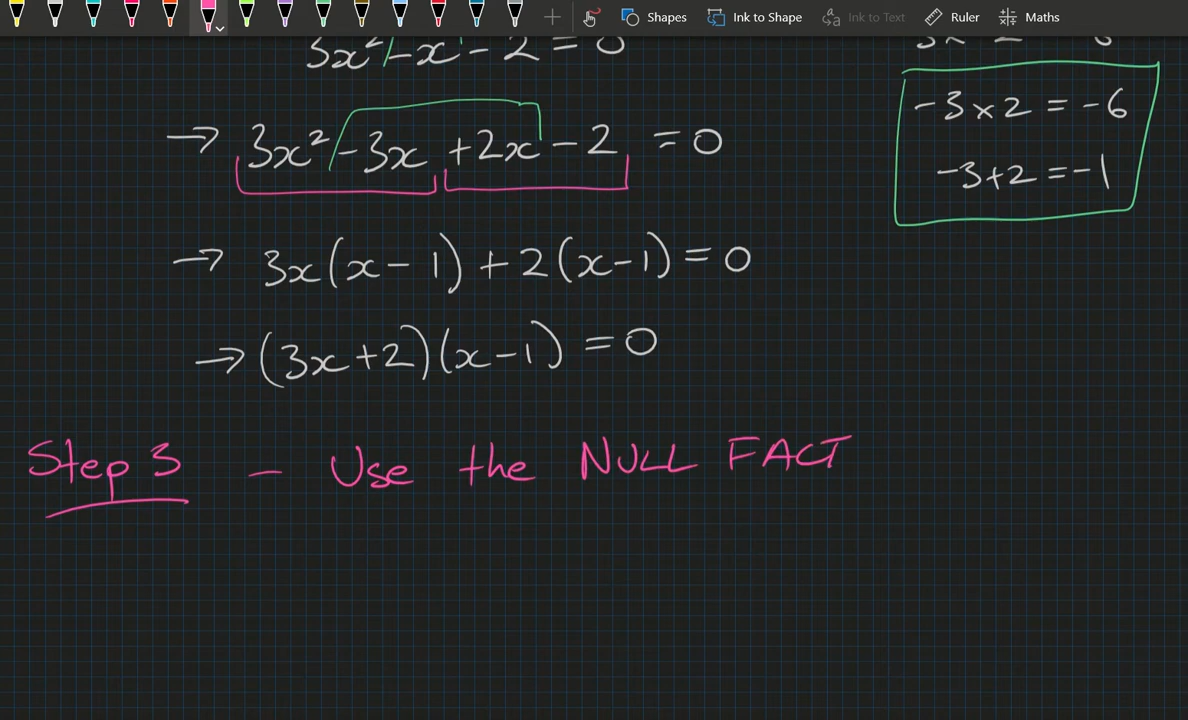 Shapes Ink to Shape Ink to Text Ruler Maths
3x² - x - 2 = 0
→ 3x² - 3x + 2x - 2 = 0
-3 x 2 = -6
-3 + 2 = -1
→ 3x(x - 1) + 2(x - 1) = 0
→ (3x + 2)(x - 1) = 0
Step 3 - Use the NULL FACT